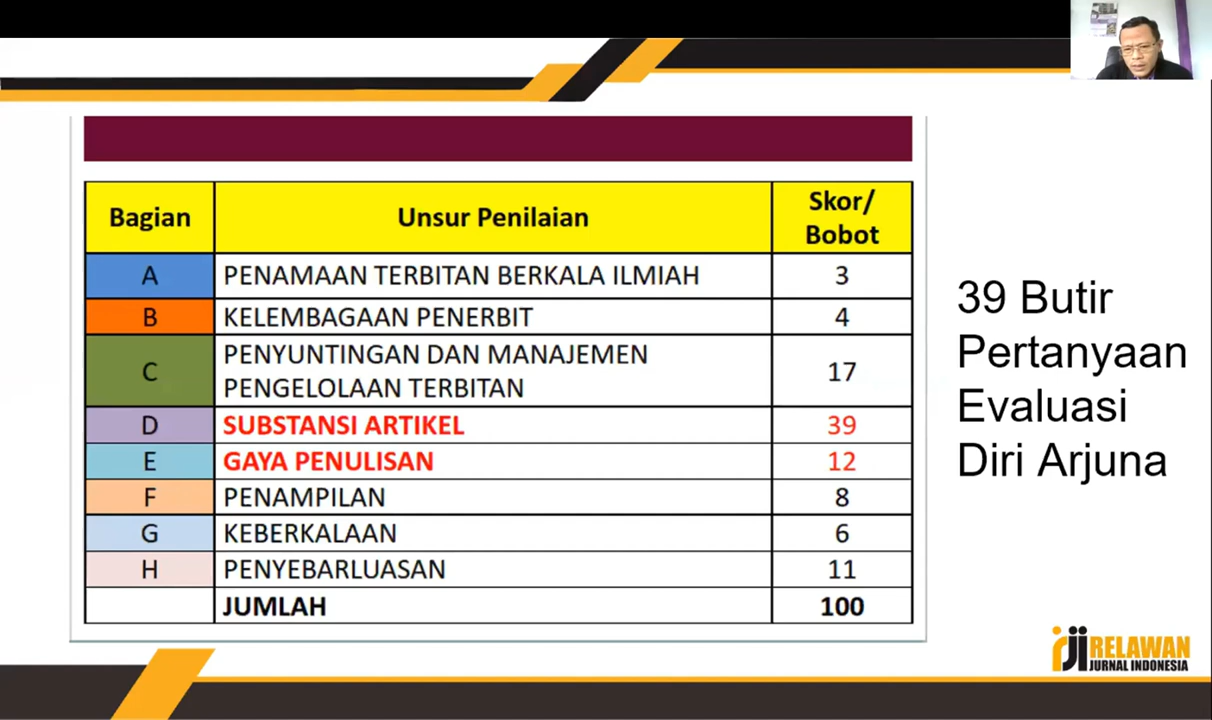 Bagian Unsur Penilaian Skor/
Bobot
A PENAMAAN TERBITAN BERKALA ILMIAH 3
B KELEMBAGAAN PENERBIT 4
C PENYUNTINGAN DAN MANAJEMEN
PENGELOLAAN TERBITAN 17
D SUBSTANSI ARTIKEL 39
E GAYA PENULISAN 12
F PENAMPILAN 8
G KEBERKALAAN 6
H PENYEBARLUASAN 11
JUMLAH 100
39 Butir
Pertanyaan
Evaluasi
Diri Arjuna
rji RELAWAN
JURNAL INDONESIA